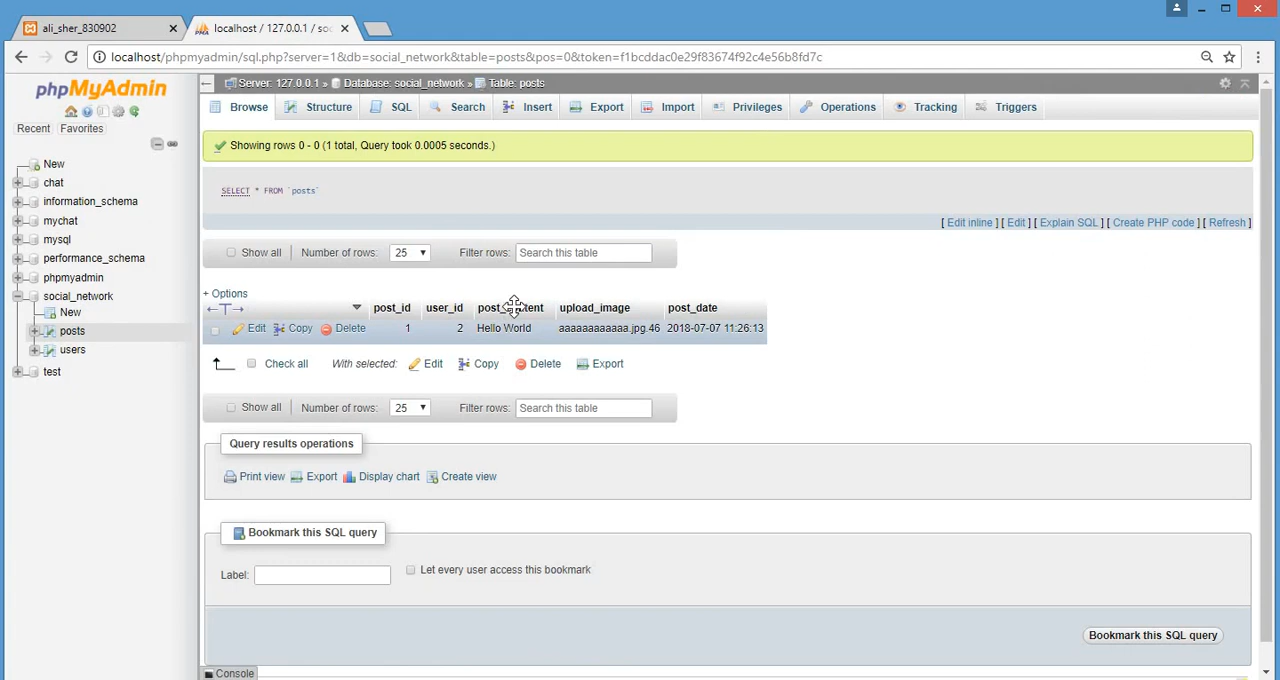 ali_sher_830902
localhost / 127.0.0.1 / soc
localhost/phpmyadmin/sql.php?server=1&db=social_network&table=posts&pos=0&token=f1bcddac0e29f83674f92c4e56b8fd7c
phpMyAdmin
Recent Favorites
New
chat
information_schema
mychat
mysql
performance_schema
phpmyadmin
social_network
New
posts
users
test
Server: 127.0.0.1 » Database: social_network » Table: posts
Browse Structure SQL Search Insert Export Import Privileges Operations Tracking Triggers
Showing rows 0 - 0 (1 total, Query took 0.0005 seconds.)
SELECT * FROM `posts`
[ Edit inline ] [ Edit ] [ Explain SQL ] [ Create PHP code ] [ Refresh ]
Show all Number of rows: 25 Filter rows: Search this table
+ Options
←T→ post_id user_id upload_image post_date
Edit Copy Delete 1 2 Hello World aaaaaaaaaaaa.jpg.46 2018-07-07 11:26:13
Check all With selected: Edit Copy Delete Export
Show all Number of rows: 25 Filter rows: Search this table
Query results operations
Print view Export Display chart Create view
Bookmark this SQL query
Label: Let every user access this bookmark
Bookmark this SQL query
Console